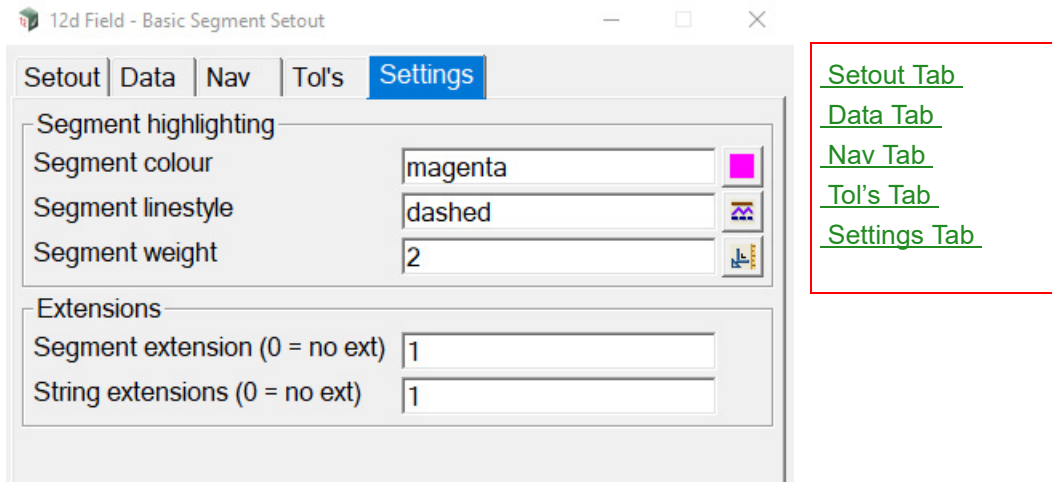 12d Field - Basic Segment Setout
Setout Data Nav Tol's Settings
Segment highlighting
Segment colour magenta
Segment linestyle dashed
Segment weight 2
Extensions
Segment extension (0 = no ext) 1
String extensions (0 = no ext) 1
Setout Tab
Data Tab
Nav Tab
Tol’s Tab
Settings Tab